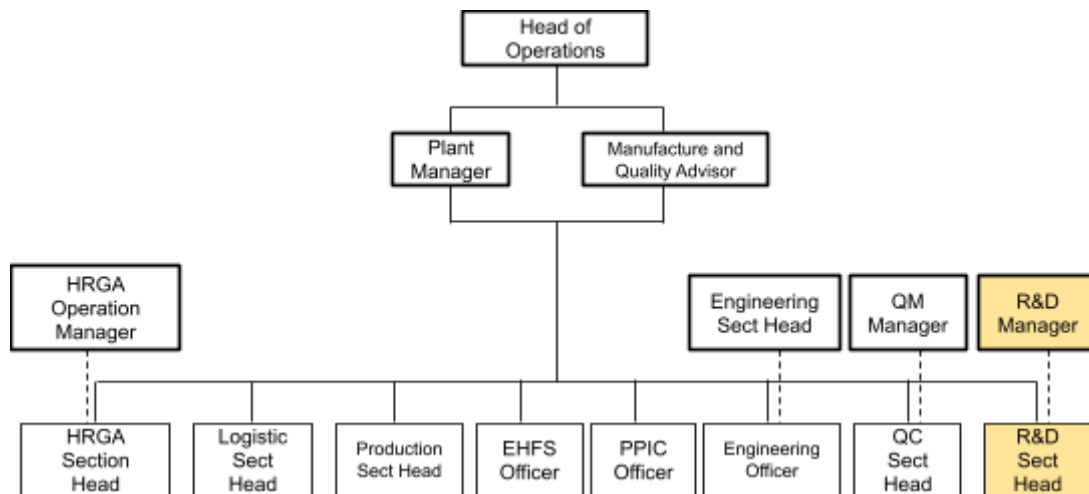 Head of
Operations
Plant
Manager
Manufacture and
Quality Advisor
HRGA
Operation
Manager
Engineering
Sect Head
QM
Manager
R&D
Manager
HRGA
Section
Head
Logistic
Sect
Head
Production
Sect Head
EHFS
Officer
PPIC
Officer
Engineering
Officer
QC
Sect
Head
R&D
Sect
Head